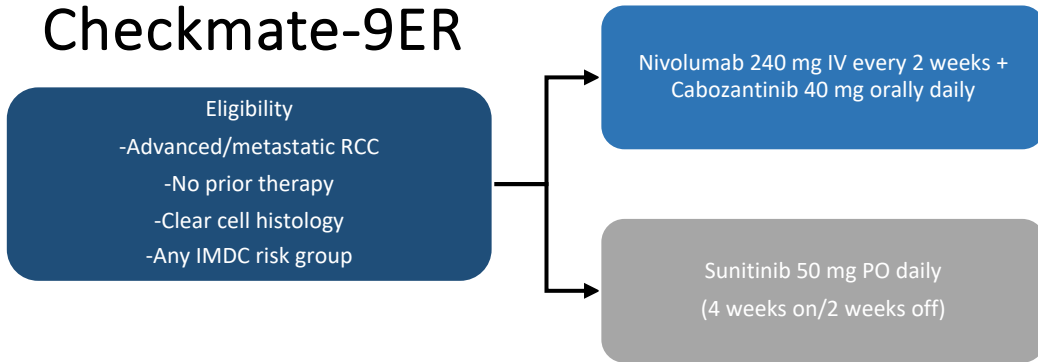 Checkmate-9ER
Eligibility
-Advanced/metastatic RCC
-No prior therapy
-Clear cell histology
-Any IMDC risk group
Nivolumab 240 mg IV every 2 weeks +
Cabozantinib 40 mg orally daily
Sunitinib 50 mg PO daily
(4 weeks on/2 weeks off)